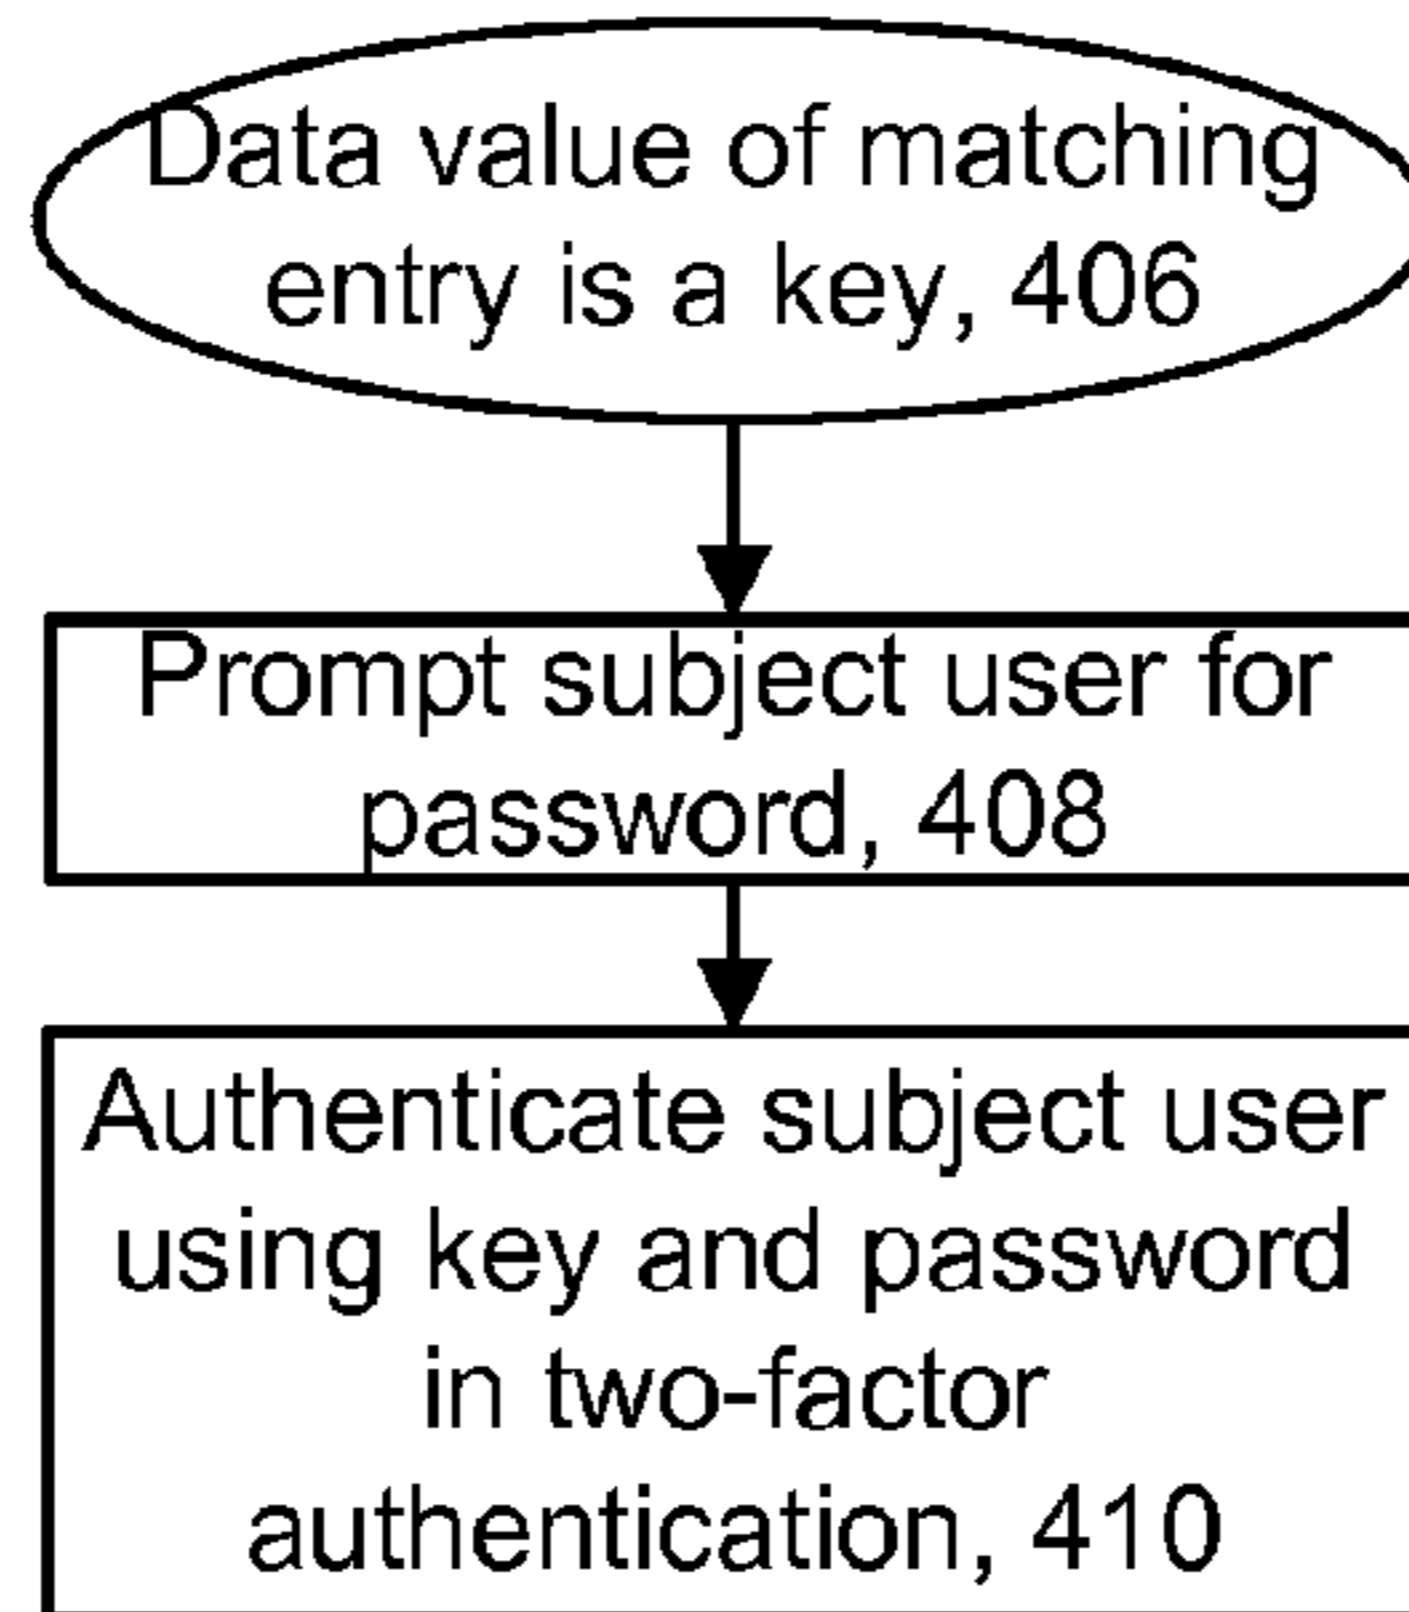 Data value of matching
entry is a key, 406
Prompt subject user for
password, 408
Authenticate subject user
using key and password
in two-factor
authentication, 410